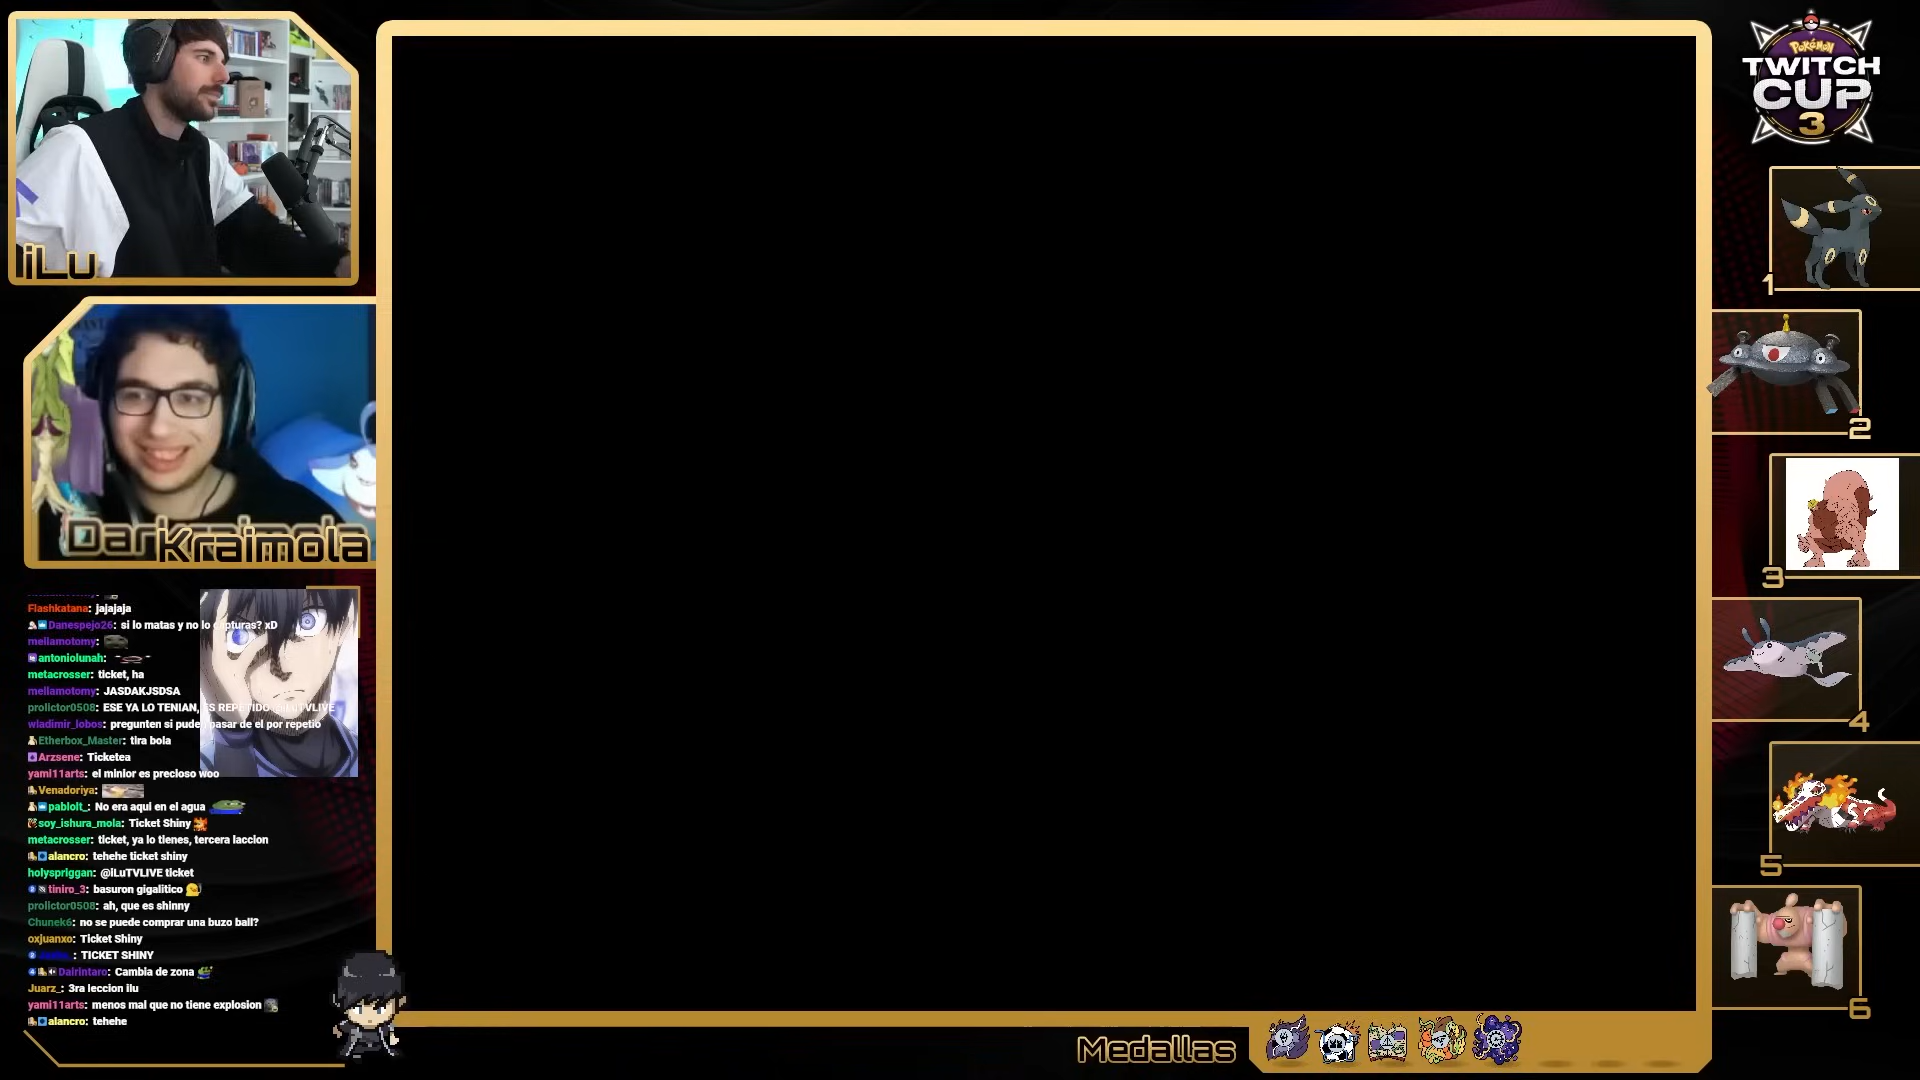 iLu
Darkraimola
Flashkatana: jajajaja
Danespejo26: si lo matas y no lo capturas? xD
meilamotomy:
antoniolunah:
metacrosser: ticket, ha
meilamotomy: JASDAKJSDSA
prolictor0508: ESE YA LO TENIAN, ES REPETIDO @iLuTVLIVE
wladimir_lobos: pregunten si puden pasar de el por repetio
Etherbox_Master: tira bola
Arzsene: Ticketea
yami11arts: el minior es precioso woo
Venadoriya:
pablolt_: No era aqui en el agua
soy_ishura_mola: Ticket Shiny
metacrosser: ticket, ya lo tienes, tercera laccion
alancro: tehehe ticket shiny
holyspriggan: @iLuTVLIVE ticket
tiniro_3: basuron gigalitico
prolictor0508: ah, que es shinny
Chunek6: no se puede comprar una buzo ball?
oxjuanxo: Ticket Shiny
: TICKET SHINY
Dairintaro: Cambia de zona
Juarz_: 3ra leccion ilu
yami11arts: menos mal que no tiene explosion
alancro: tehehe
Medallas
POKéMON
TWITCH
CUP
3
1
2
3
4
5
6